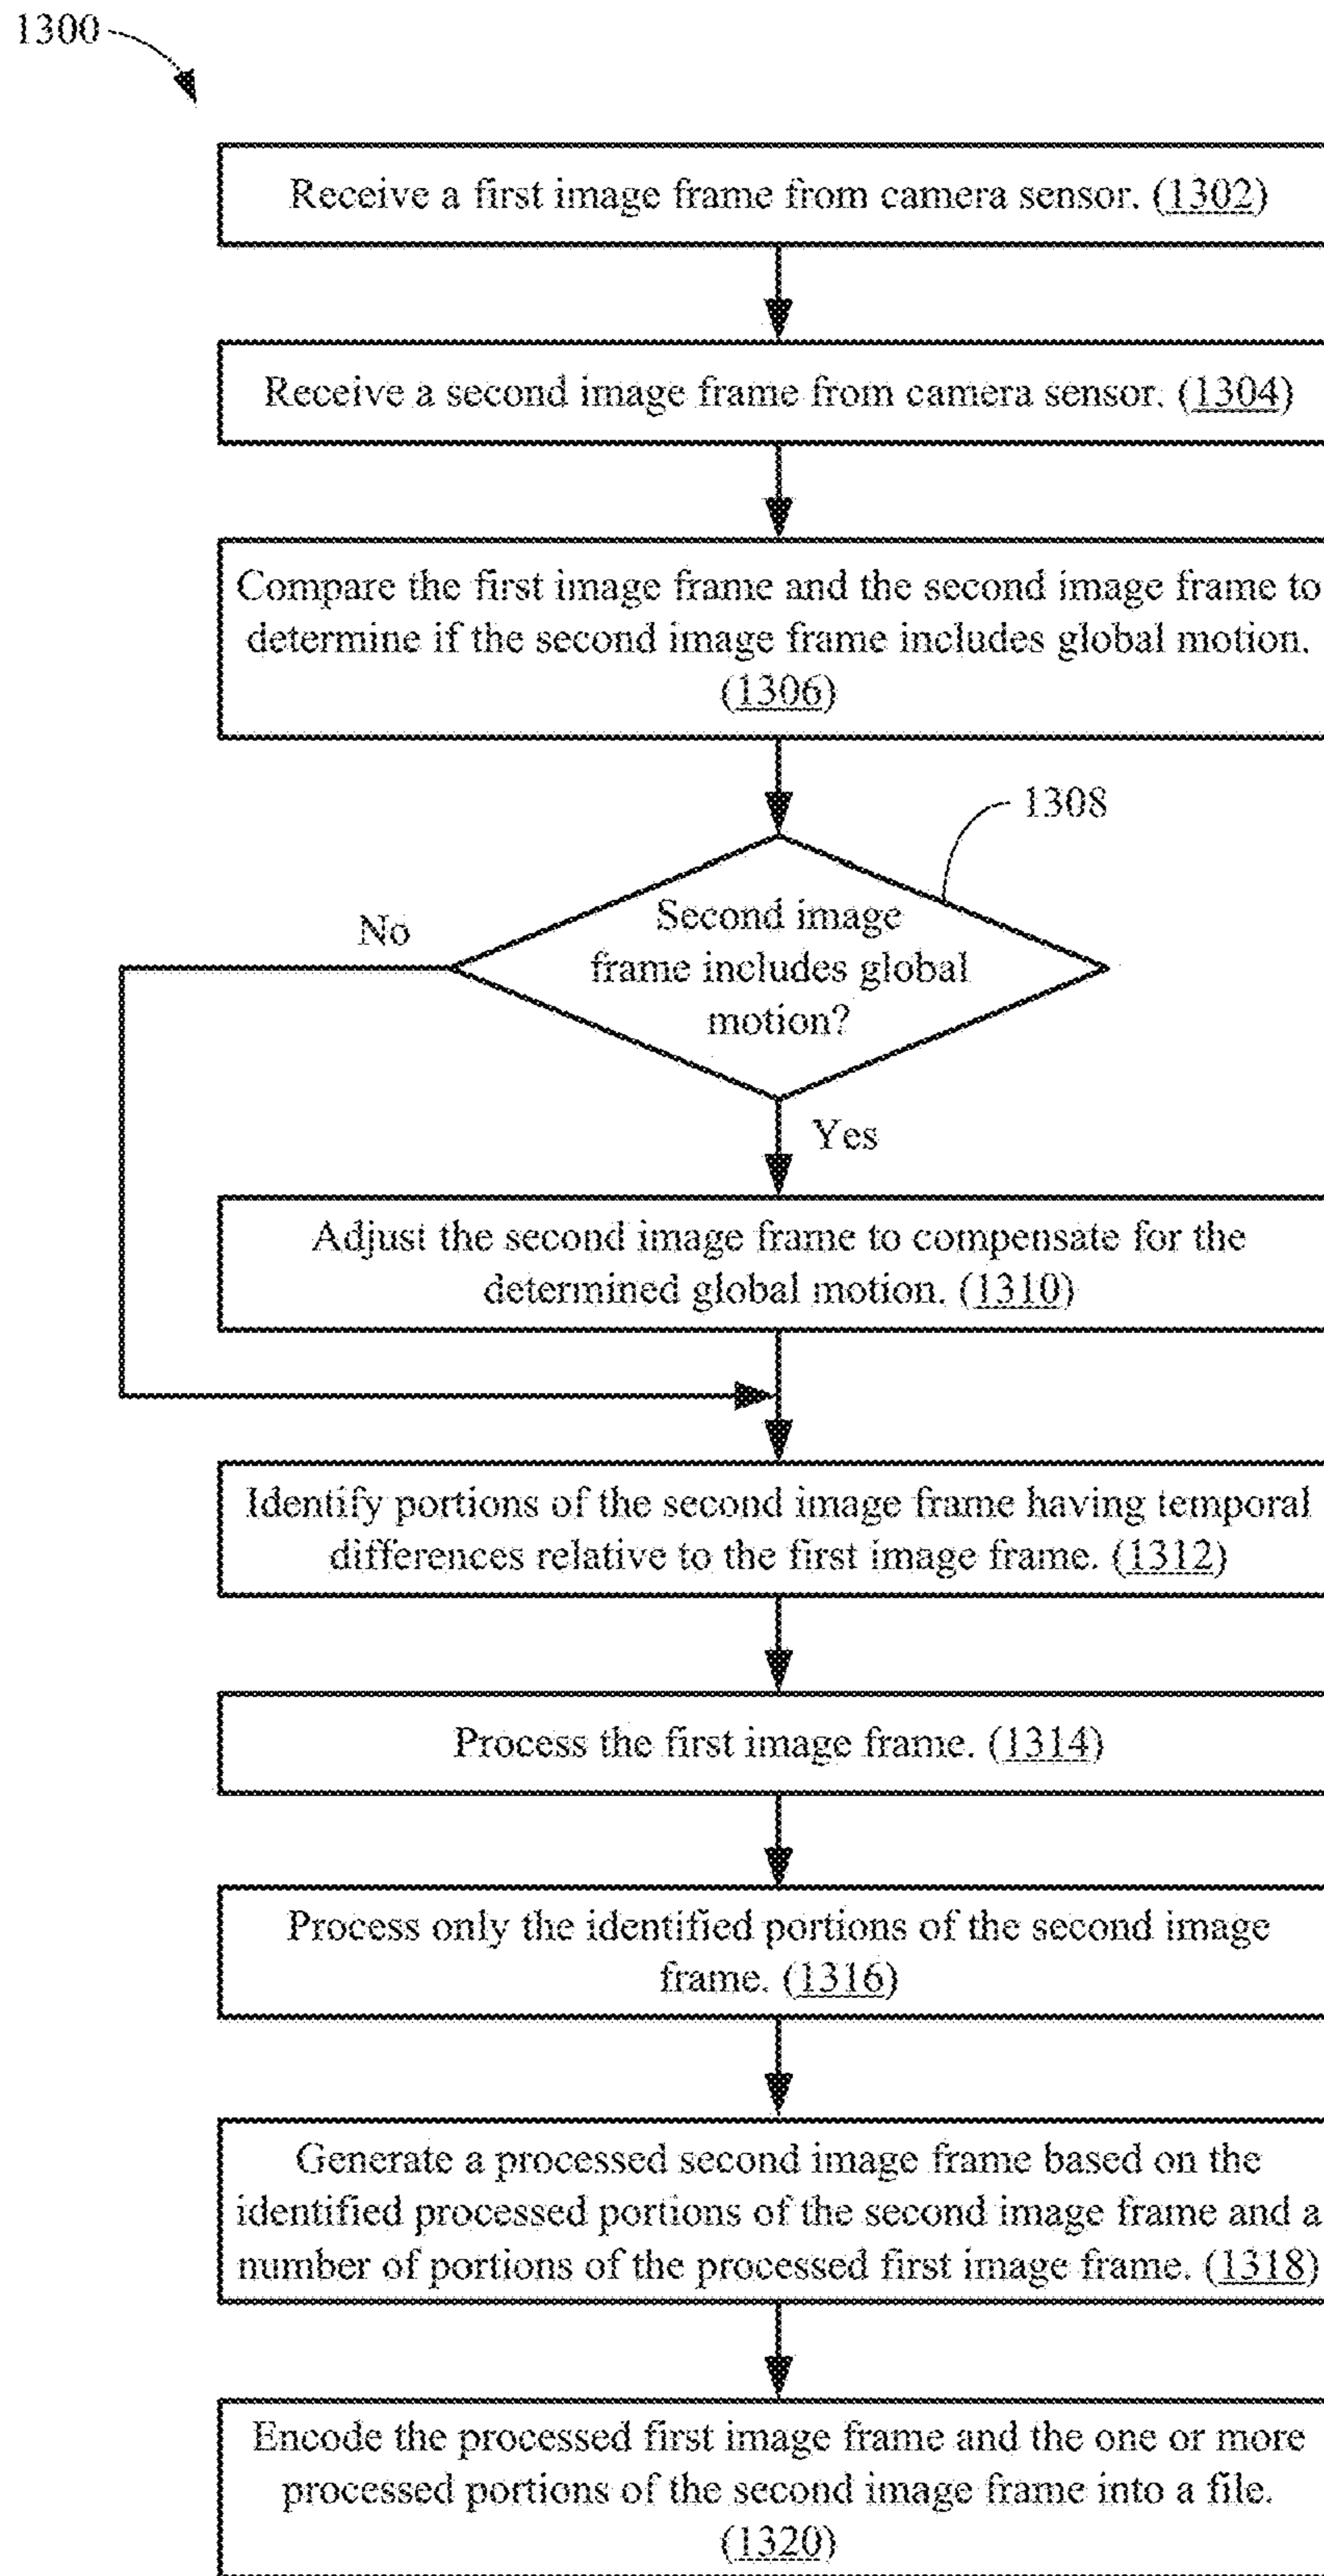 1300
Receive a first image frame from camera sensor. (1302)
Receive a second image frame from camera sensor. (1304)
Compare the first image frame and the second image frame to
determine if the second image frame includes global motion.
(1306)
1308
No
Second image
frame includes global
motion?
Yes
Adjust the second image frame to compensate for the
determined global motion. (1310)
Identify portions of the second image frame having temporal
differences relative to the first image frame. (1312)
Process the first image frame. (1314)
Process only the identified portions of the second image
frame. (1316)
Generate a processed second image frame based on the
identified processed portions of the second image frame and a
number of portions of the processed first image frame. (1318)
Encode the processed first image frame and the one or more
processed portions of the second image frame into a file.
(1320)